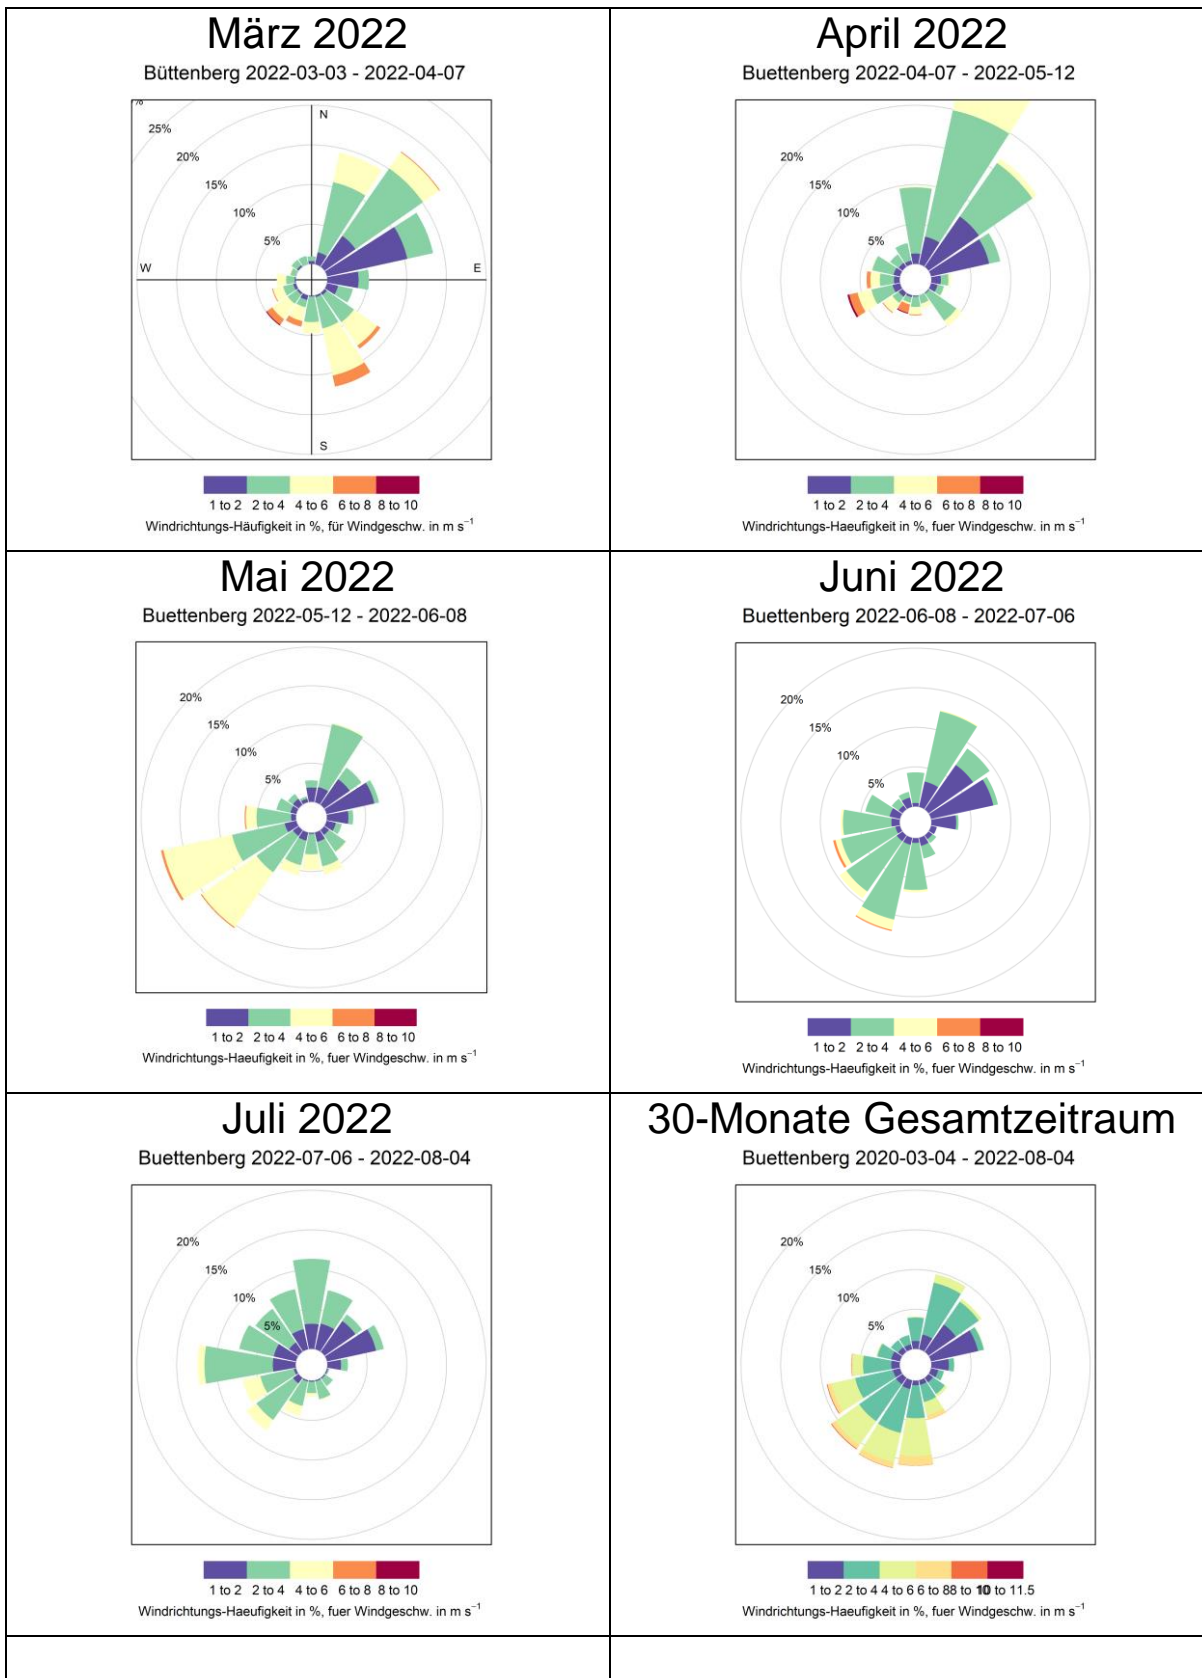 März 2022
Büttenberg 2022-03-03 - 2022-04-07
%
25%
20%
15%
10%
5%
N
W
E
S
1 to 2 2 to 4 4 to 6 6 to 8 8 to 10
Windrichtungs-Häufigkeit in %, für Windgeschw. in m s⁻¹
April 2022
Buettenberg 2022-04-07 - 2022-05-12
20%
15%
10%
5%
1 to 2 2 to 4 4 to 6 6 to 8 8 to 10
Windrichtungs-Haeufigkeit in %, fuer Windgeschw. in m s⁻¹
Mai 2022
Buettenberg 2022-05-12 - 2022-06-08
20%
15%
10%
5%
1 to 2 2 to 4 4 to 6 6 to 8 8 to 10
Windrichtungs-Haeufigkeit in %, fuer Windgeschw. in m s⁻¹
Juni 2022
Buettenberg 2022-06-08 - 2022-07-06
20%
15%
10%
5%
1 to 2 2 to 4 4 to 6 6 to 8 8 to 10
Windrichtungs-Haeufigkeit in %, fuer Windgeschw. in m s⁻¹
Juli 2022
Buettenberg 2022-07-06 - 2022-08-04
20%
15%
10%
5%
1 to 2 2 to 4 4 to 6 6 to 8 8 to 10
Windrichtungs-Haeufigkeit in %, fuer Windgeschw. in m s⁻¹
30-Monate Gesamtzeitraum
Buettenberg 2020-03-04 - 2022-08-04
20%
15%
10%
5%
1 to 2 2 to 4 4 to 6 6 to 8 8 to 10 10 to 11.5
Windrichtungs-Haeufigkeit in %, fuer Windgeschw. in m s⁻¹